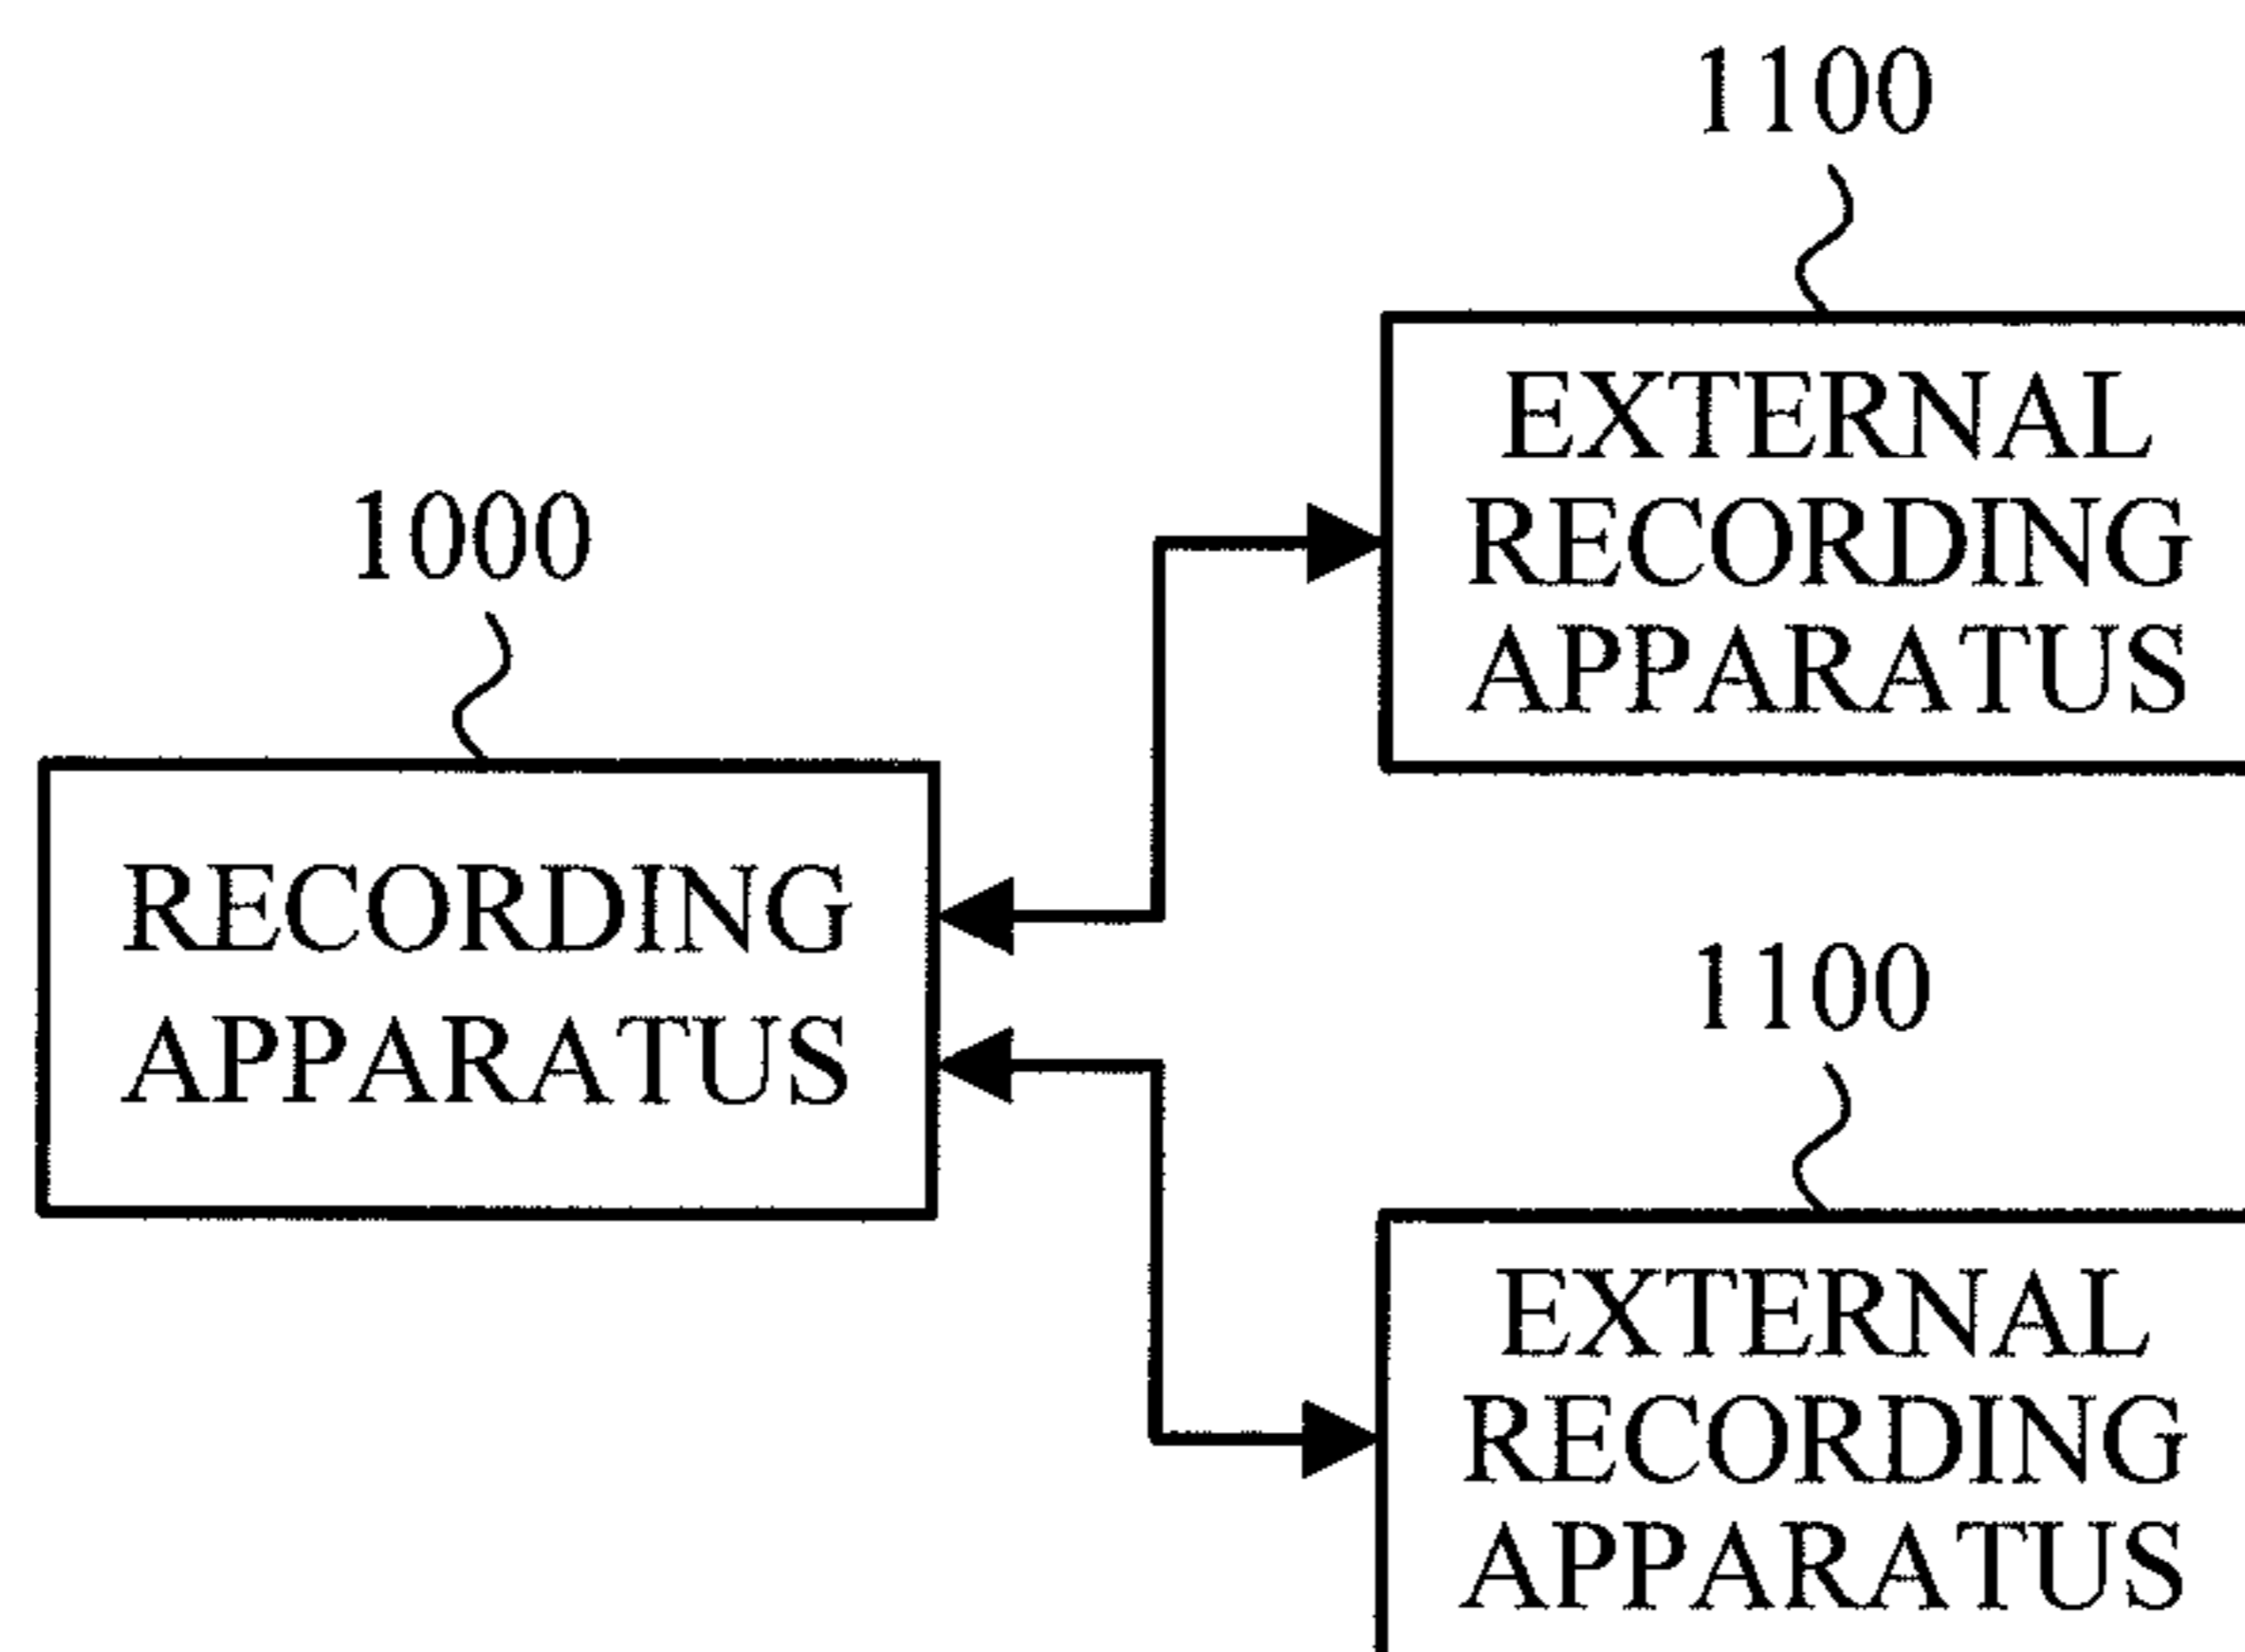 1100
EXTERNAL
RECORDING
APPARATUS
1000
RECORDING
APPARATUS
1100
EXTERNAL
RECORDING
APPARATUS